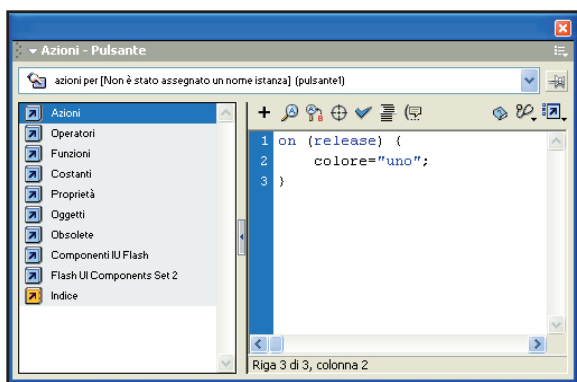 Azioni - Pulsante
azioni per [Non è stato assegnato un nome istanza] (pulsante1)
Azioni
Operatori
Funzioni
Costanti
Proprietà
Oggetti
Obsolete
Componenti IU Flash
Flash UI Components Set 2
Indice
1 on (release) {
2 colore="uno";
3 }
Riga 3 di 3, colonna 2